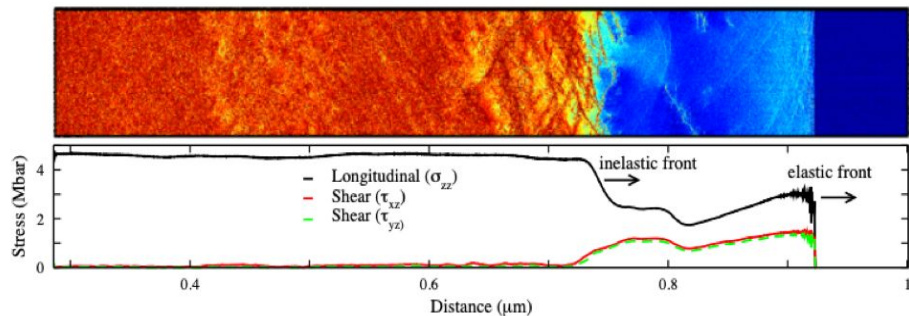 4
2
0
Stress (Mbar)
Longitudinal (σzz)
Shear (τxz)
Shear (τyz)
inelastic front
elastic front
0.4
0.6
0.8
1
Distance (μm)